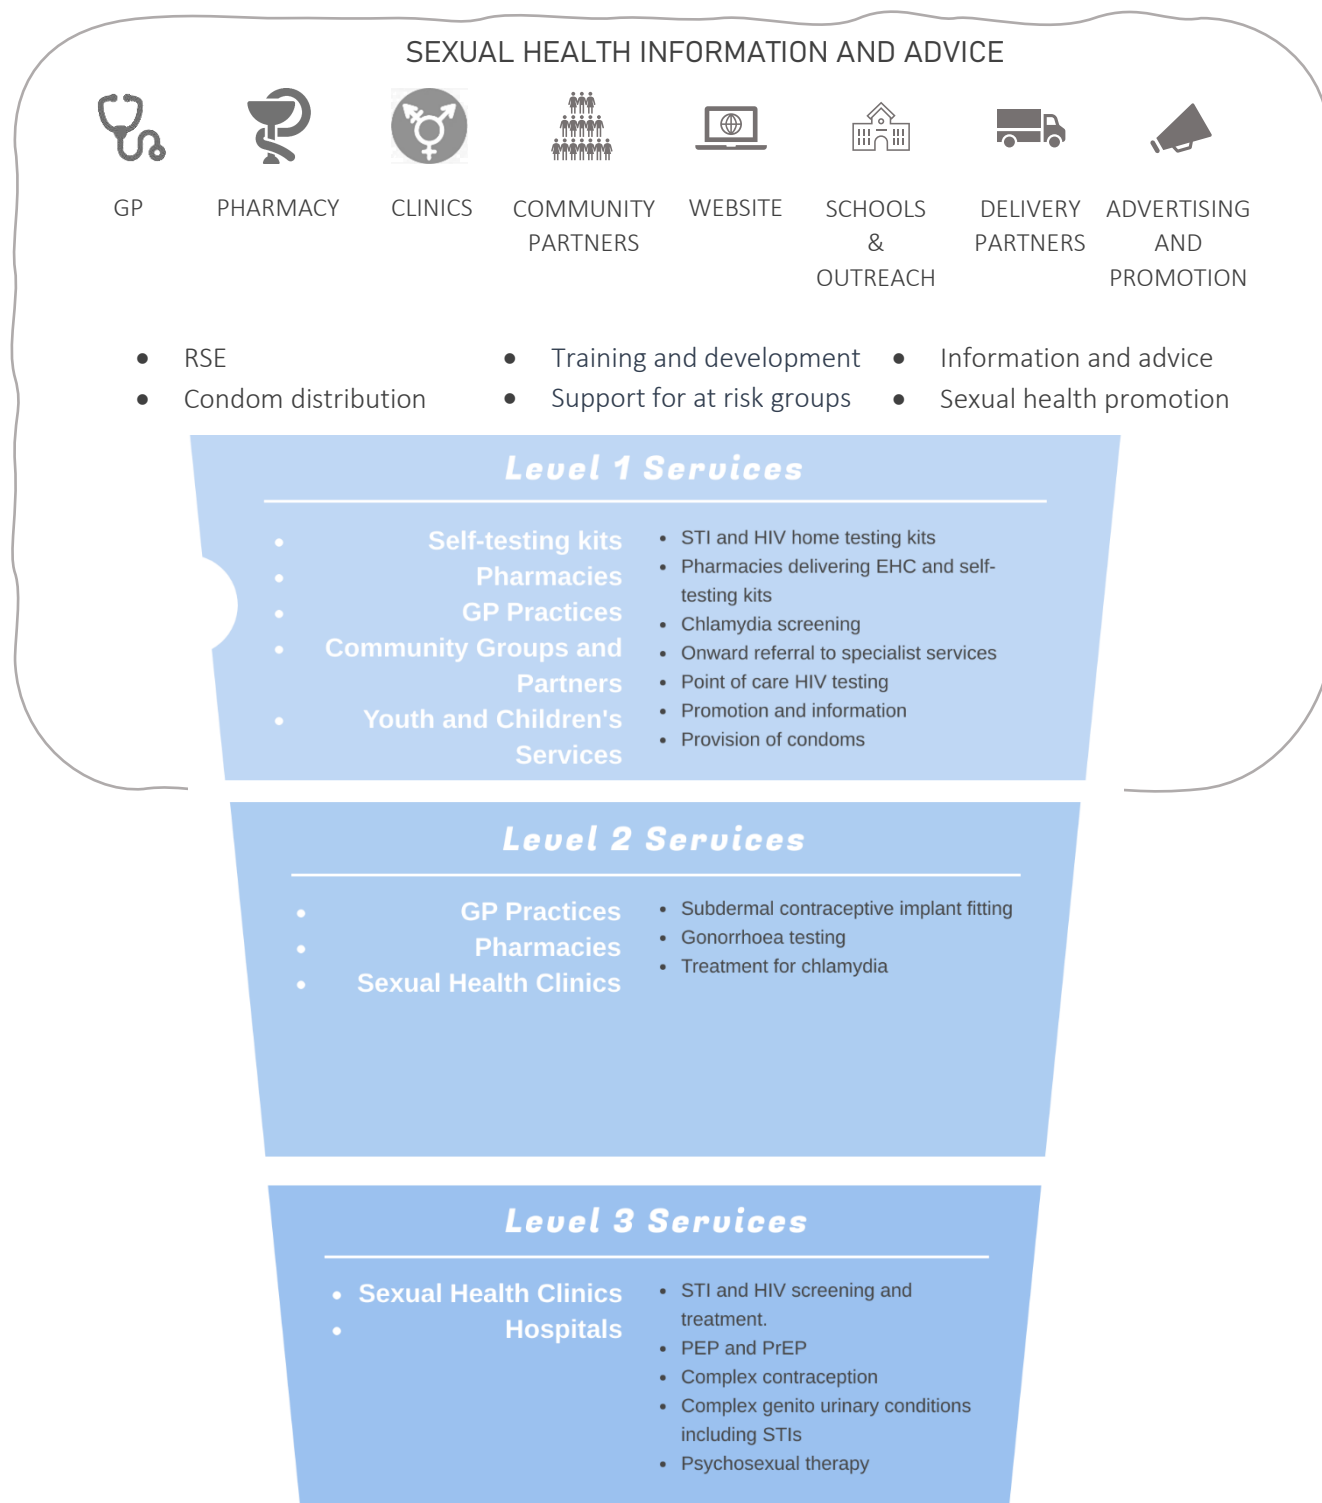 SEXUAL HEALTH INFORMATION AND ADVICE
GP
PHARMACY
CLINICS
COMMUNITY
PARTNERS
WEBSITE
SCHOOLS
&
OUTREACH
DELIVERY
PARTNERS
ADVERTISING
AND
PROMOTION
• RSE
• Condom distribution
• Training and development
• Support for at risk groups
• Information and advice
• Sexual health promotion
Level 1 Services
• Self-testing kits
• Pharmacies
• GP Practices
• Community Groups and
Partners
• Youth and Children's
Services
• STI and HIV home testing kits
• Pharmacies delivering EHC and self-
testing kits
• Chlamydia screening
• Onward referral to specialist services
• Point of care HIV testing
• Promotion and information
• Provision of condoms
Level 2 Services
• GP Practices
• Pharmacies
• Sexual Health Clinics
• Subdermal contraceptive implant fitting
• Gonorrhoea testing
• Treatment for chlamydia
Level 3 Services
• Sexual Health Clinics
• Hospitals
• STI and HIV screening and
treatment.
• PEP and PrEP
• Complex contraception
• Complex genito urinary conditions
including STIs
• Psychosexual therapy